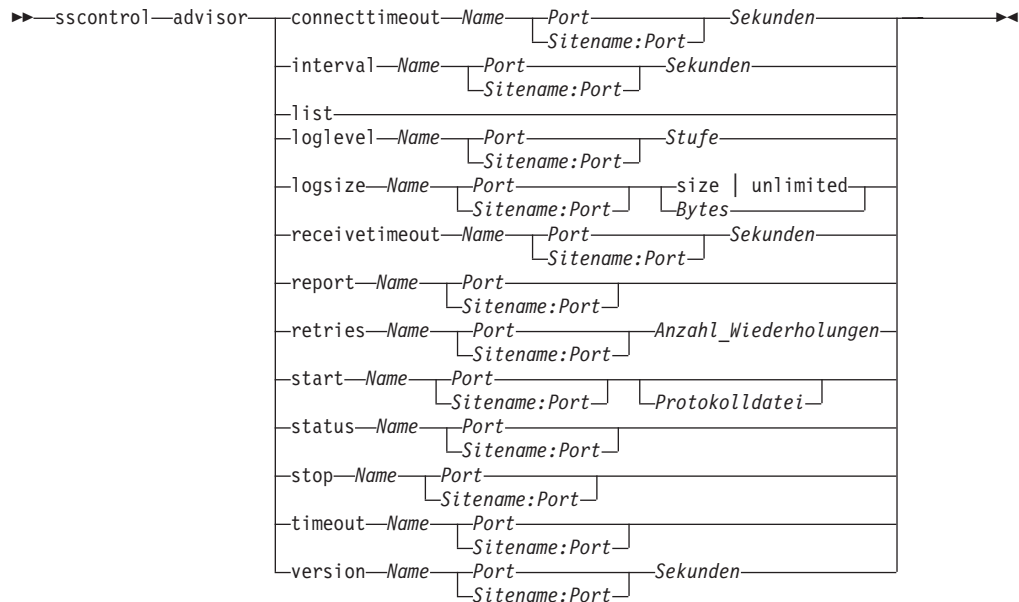 sscontrol advisor connecttimeout Name Port Sekunden
Sitename:Port
interval Name Port Sekunden
Sitename:Port
list
loglevel Name Port Stufe
Sitename:Port
logsize Name Port size | unlimited
Sitename:Port Bytes
receivetimeout Name Port Sekunden
Sitename:Port
report Name Port
Sitename:Port
retries Name Port Anzahl_Wiederholungen
Sitename:Port
start Name Port
Sitename:Port Protokolldatei
status Name Port
Sitename:Port
stop Name Port
Sitename:Port
timeout Name Port
Sitename:Port
version Name Port Sekunden
Sitename:Port